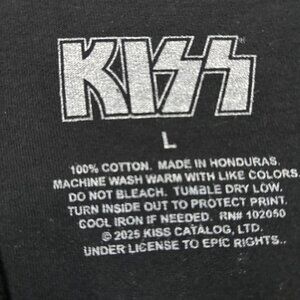 KISS
L
100% COTTON. MADE IN HONDURAS.
MACHINE WASH WARM WITH LIKE COLORS.
DO NOT BLEACH. TUMBLE DRY LOW.
TURN INSIDE OUT TO PROTECT PRINT.
COOL IRON IF NEEDED. RN# 102050
© 2025 KISS CATALOG, LTD.
UNDER LICENSE TO EPIC RIGHTS..